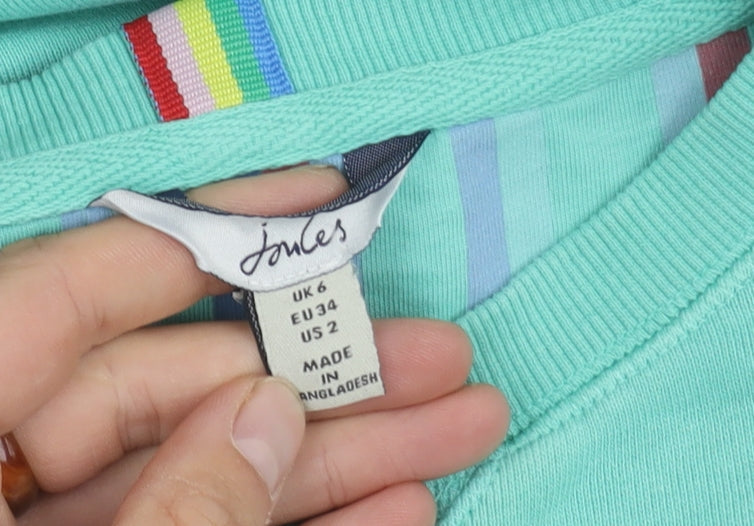 Joules
UK 6
EU 34
US 2
MADE
IN
ANGLADESH